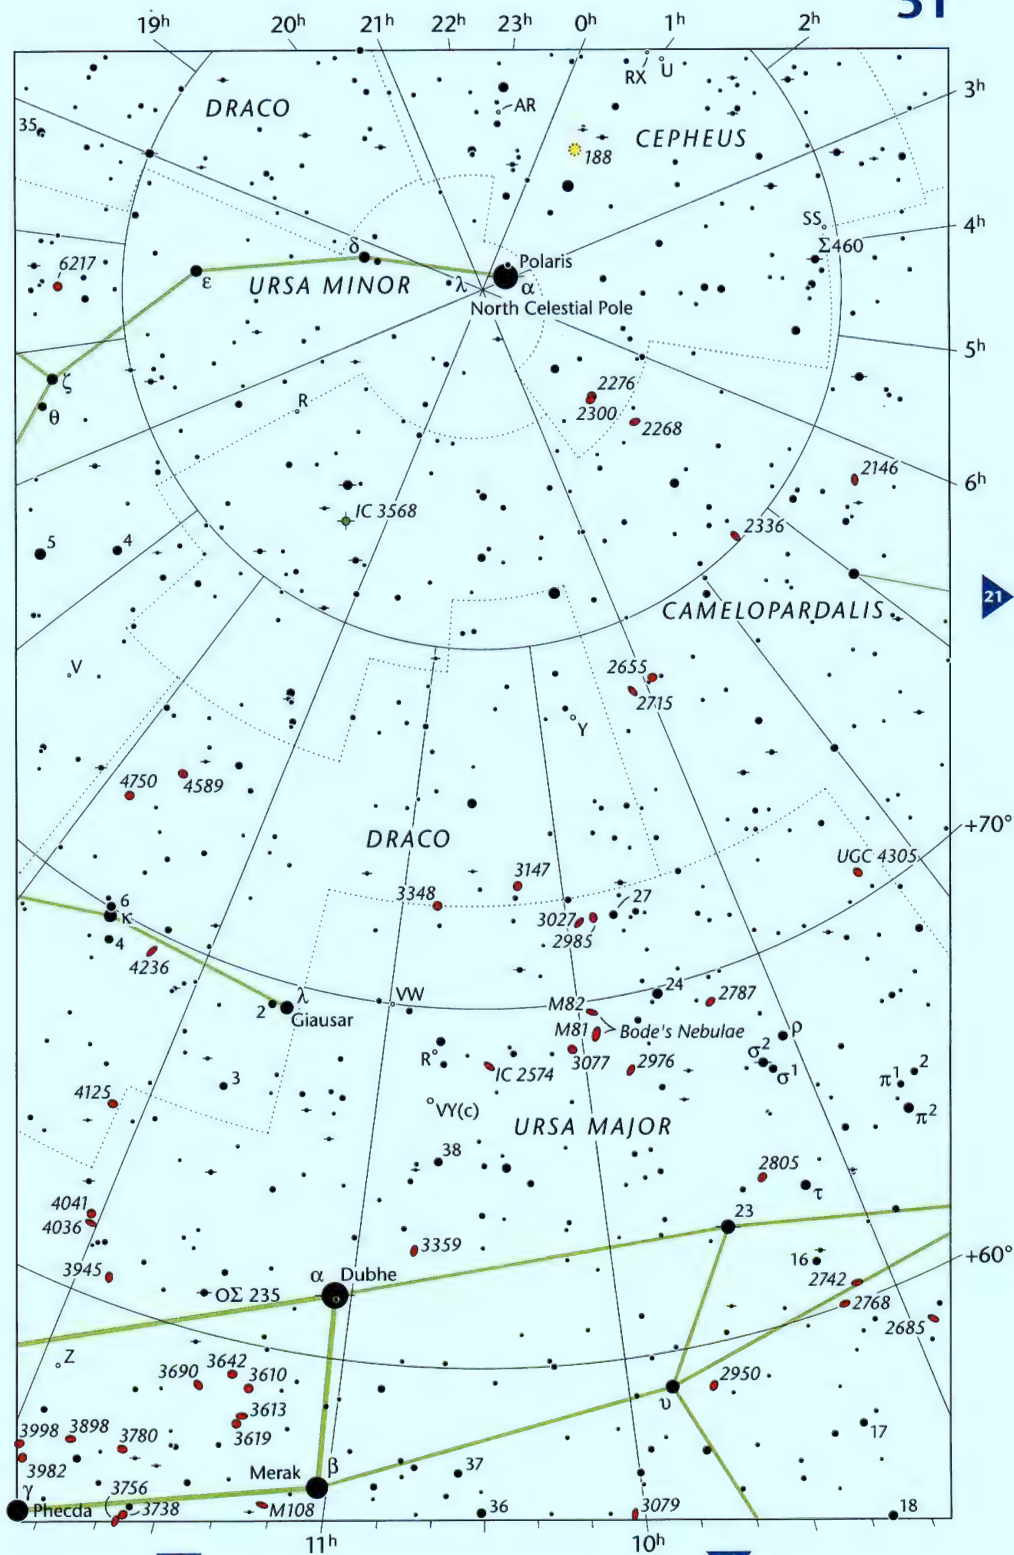 31
19h 20h 21h 22h 23h 0h 1h 2h
RX U
DRACO
AR
3h
CEPHEUS
35
188
SS
4h
Σ460
6217
δ
Polaris
ε
URSA MINOR
λ
α
North Celestial Pole
5h
ζ
2276
R
2300
θ
2268
2146
6h
IC 3568
2336
5
4
21
CAMELOPARDALIS
V
2655
2715
Y
4750
4589
+70°
DRACO
UGC 4305
3147
3348
27
6
3027
κ
2985
4
4236
24
λ
VW
2787
2
Giausar
M82
M81
Bode's Nebulae
ρ
R
3077
2976
σ2
2
IC 2574
σ1
π1
3
4125
VY(c)
π2
URSA MAJOR
38
2805
τ
4041
4036
23
3359
+60°
16
3945
α
Dubhe
2742
OΣ 235
2768
2685
Z
3642
3690
3610
2950
3613
υ
3998
3898
3780
3619
17
3982
Merak
β
37
γ
3756
Phecda
3738
M108
36
3079
18
11h
10h